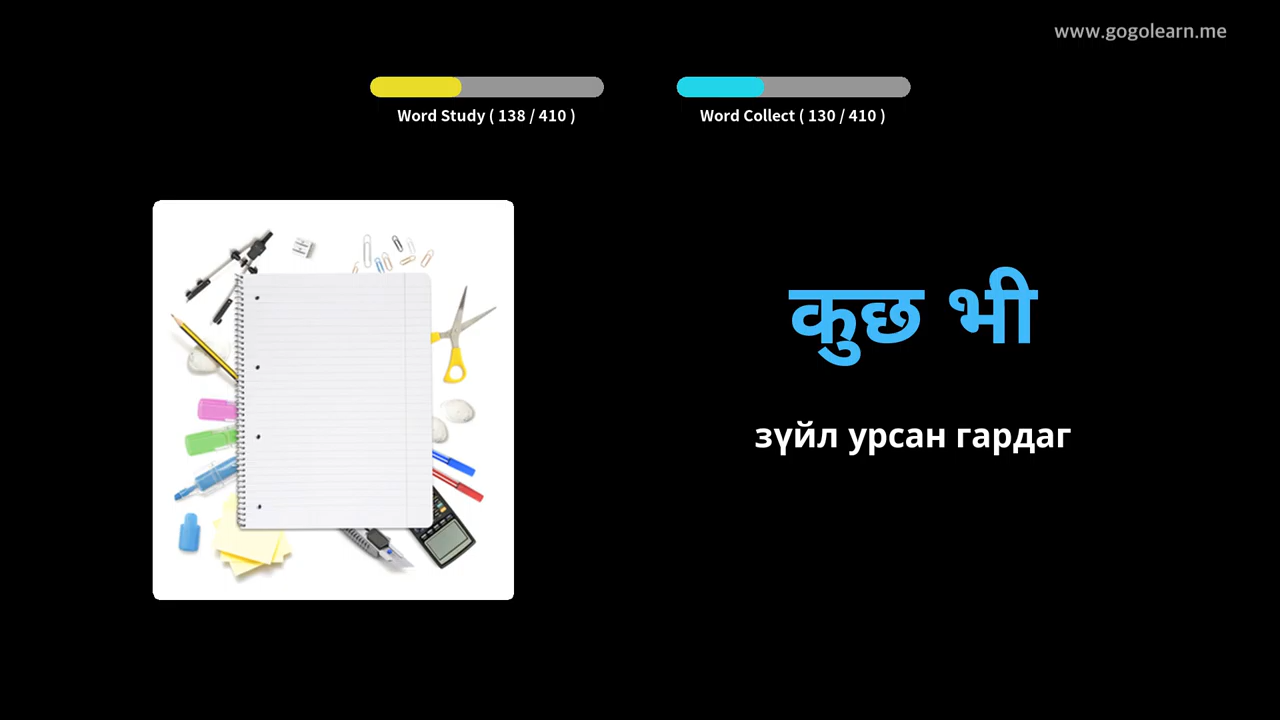 www.gogolearn.me
Word Study ( 138 / 410 )
Word Collect ( 130 / 410 )
कुछ भी
зүйл урсан гардаг